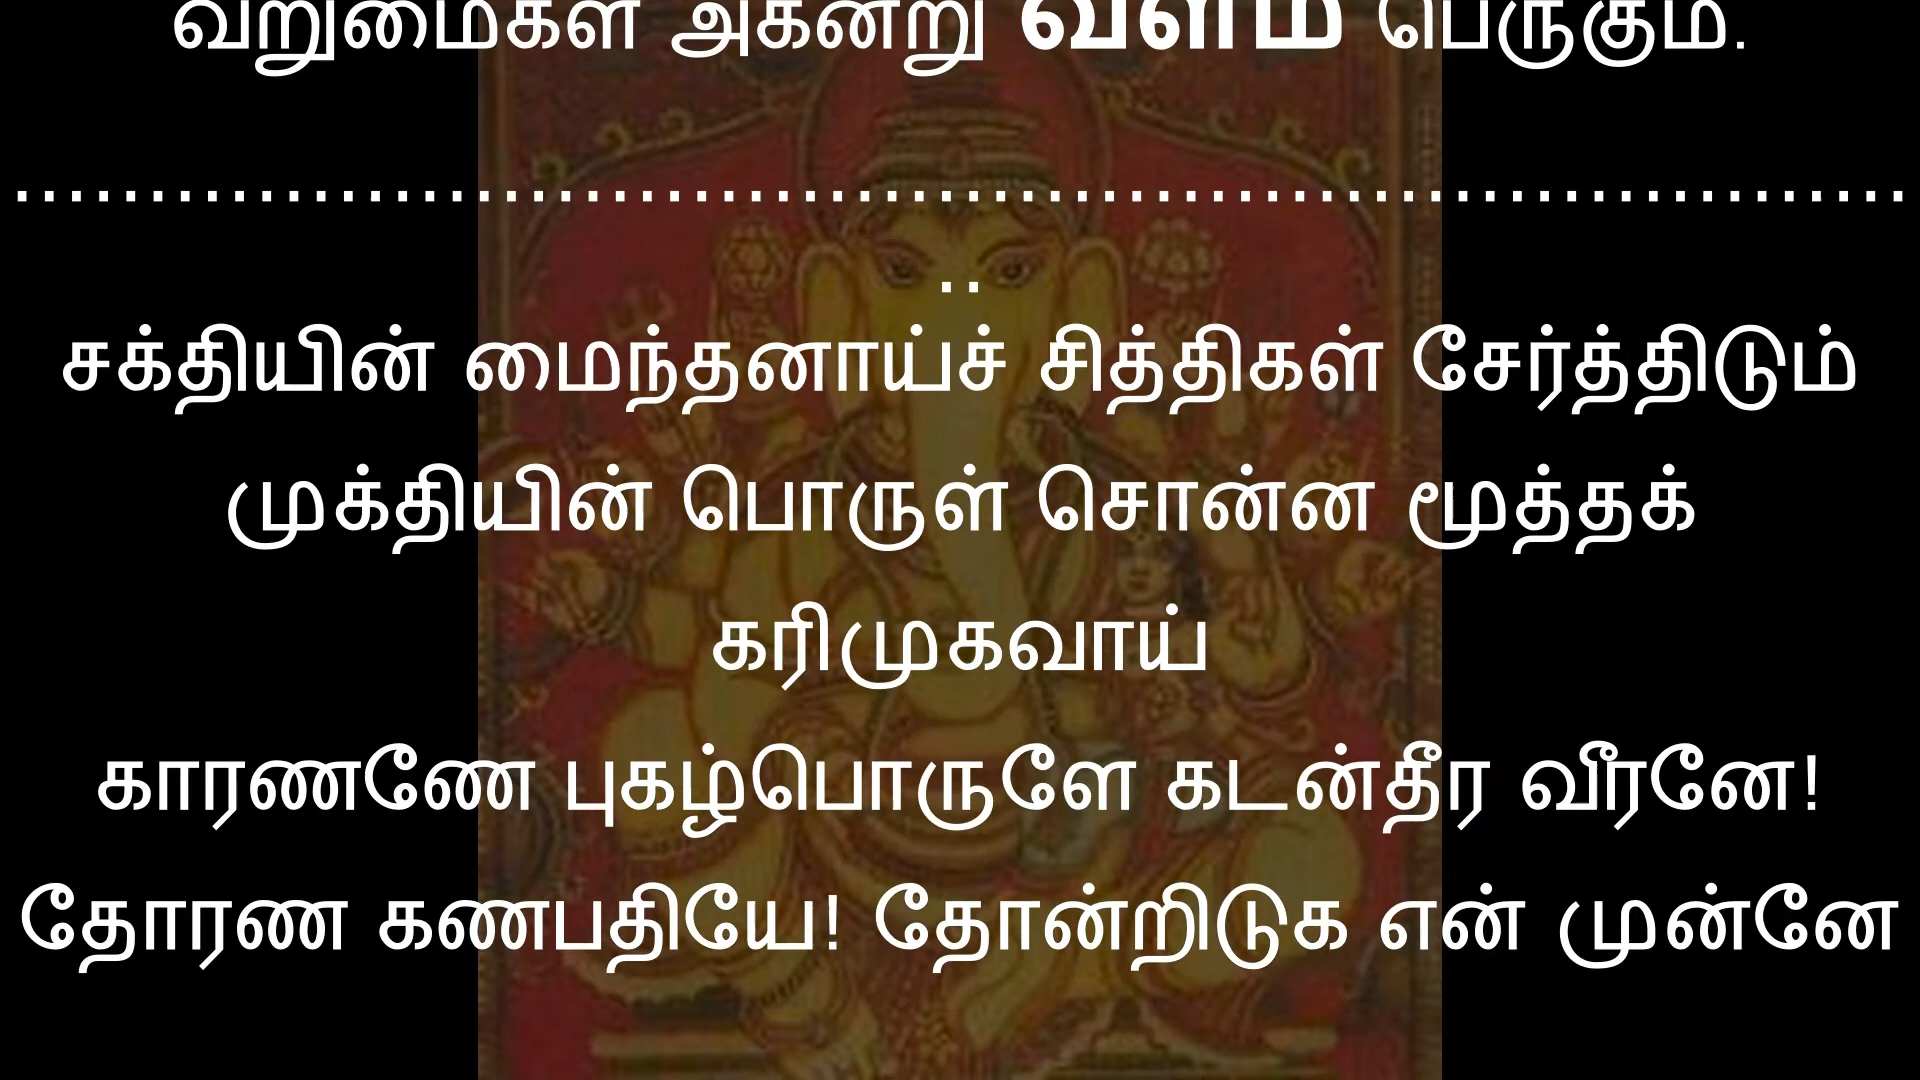 வறுமைகள் அகன்று வளம் பெருகும்.
......................................................................
..
சக்தியின் மைந்தனாய்ச் சித்திகள் சேர்த்திடும்
முக்தியின் பொருள் சொன்ன மூத்தக்
கரிமுகவாய்
காரணணே புகழ்பொருளே கடன்தீர வீரனே!
தோரண கணபதியே! தோன்றிடுக என் முன்னே